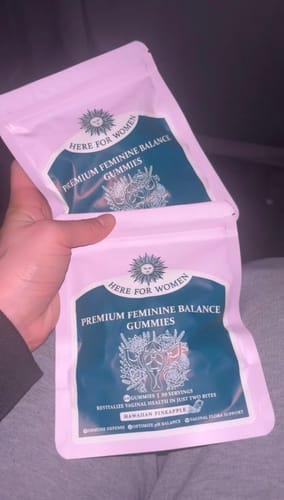 HERE FOR WOMEN
PREMIUM FEMININE BALANCE
GUMMIES
HERE FOR WOMEN
PREMIUM FEMININE BALANCE
GUMMIES
GUMMIES | 30 SERVINGS
REVITALIZE VAGINAL HEALTH IN JUST TWO BITES
HAWAIIAN PINEAPPLE
IMMUNE DEFENSE OPTIMIZE pH BALANCE VAGINAL FLORA SUPPORT